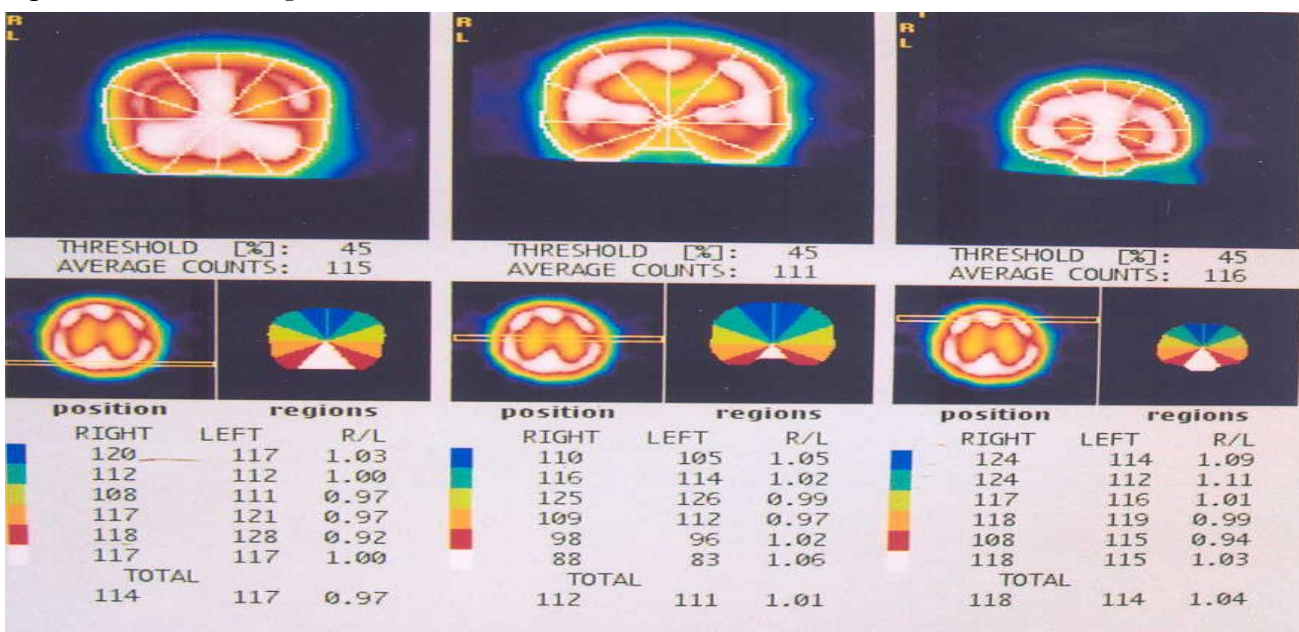 R
L
THRESHOLD [%]: 45
AVERAGE COUNTS: 115
position regions
RIGHT LEFT R/L
120 117 1.03
112 112 1.00
108 111 0.97
117 121 0.97
118 128 0.92
117 117 1.00
TOTAL
114 117 0.97
R
L
THRESHOLD [%]: 45
AVERAGE COUNTS: 111
position regions
RIGHT LEFT R/L
110 105 1.05
116 114 1.02
125 126 0.99
109 112 0.97
98 96 1.02
88 83 1.06
TOTAL
112 111 1.01
R
L
THRESHOLD [%]: 45
AVERAGE COUNTS: 116
position regions
RIGHT LEFT R/L
124 114 1.09
124 112 1.11
117 116 1.01
118 119 0.99
108 115 0.94
118 115 1.03
TOTAL
118 114 1.04